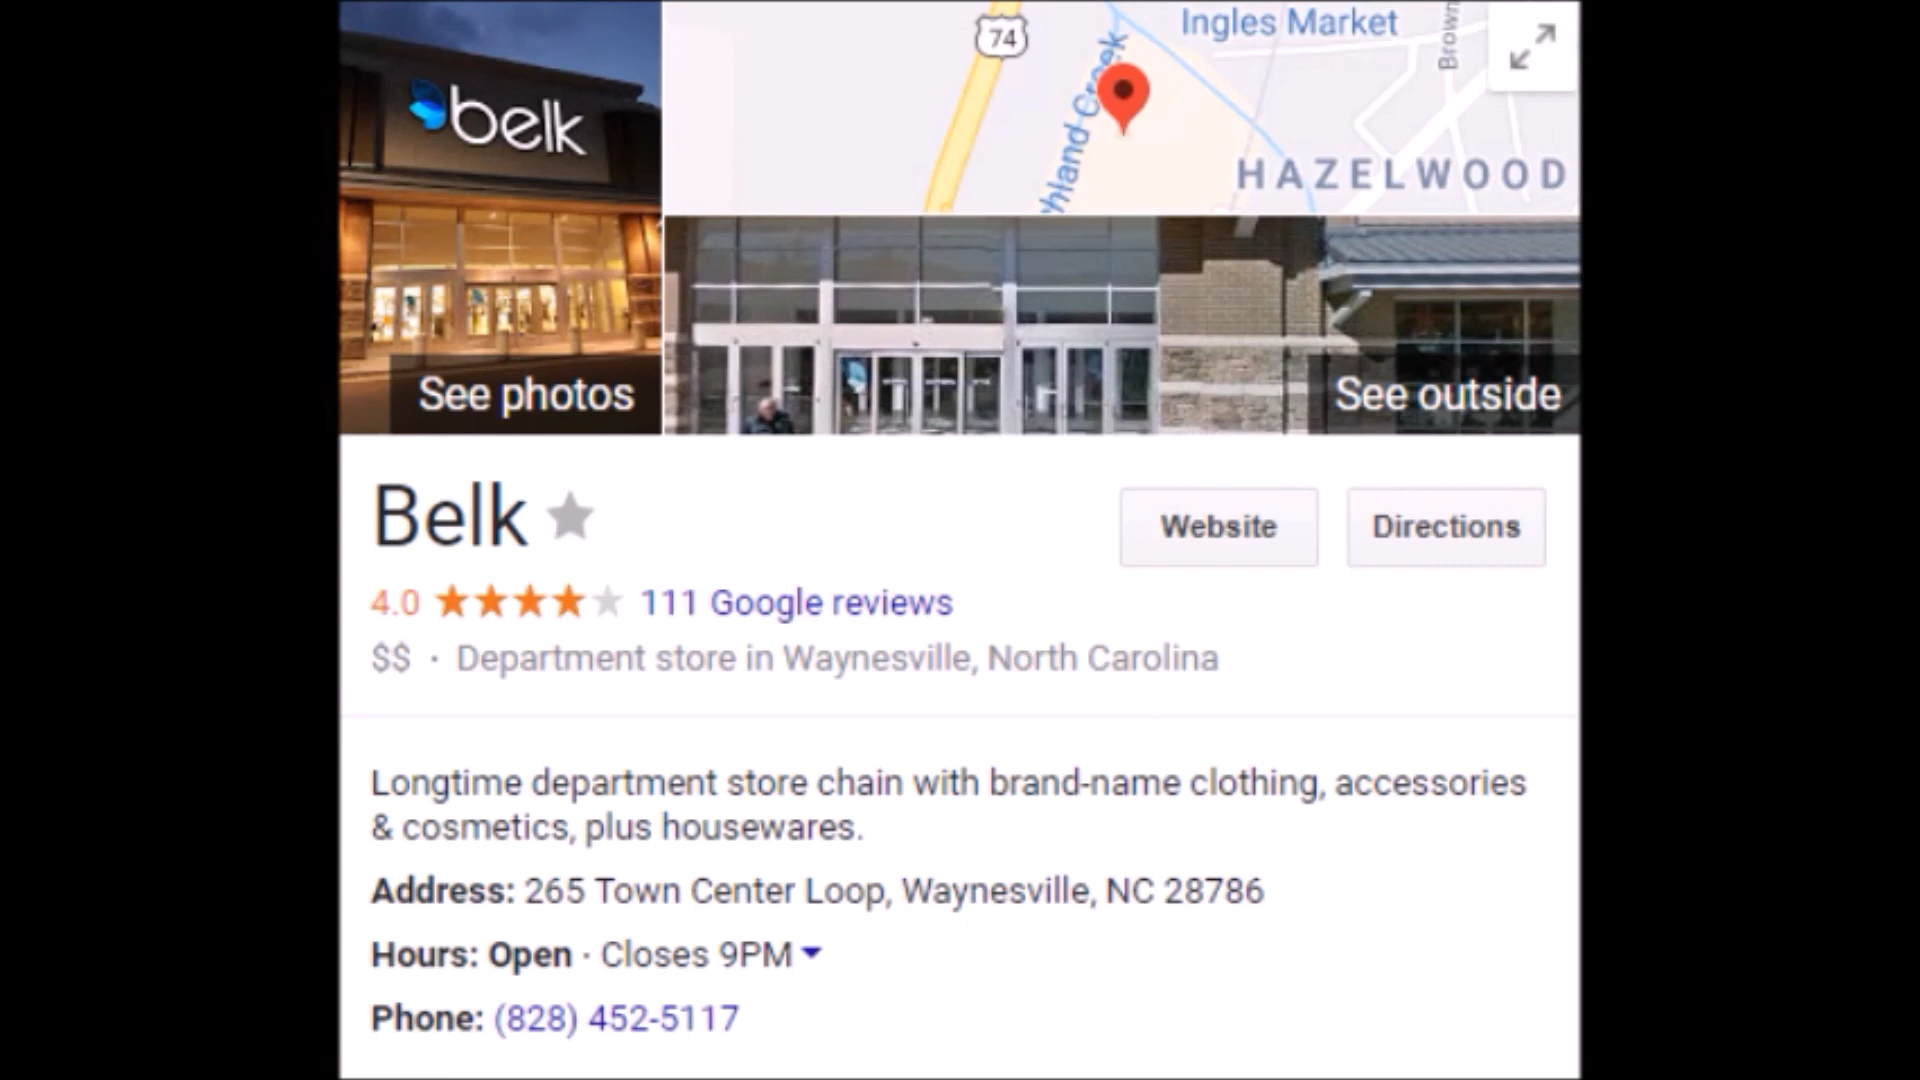 belk
74
Ingles Market
Brown
hland Creek
HAZELWOOD
See photos
See outside
Belk
Website
Directions
4.0
111 Google reviews
$$ · Department store in Waynesville, North Carolina
Longtime department store chain with brand-name clothing, accessories
& cosmetics, plus housewares.
Address: 265 Town Center Loop, Waynesville, NC 28786
Hours: Open · Closes 9PM
Phone: (828) 452-5117